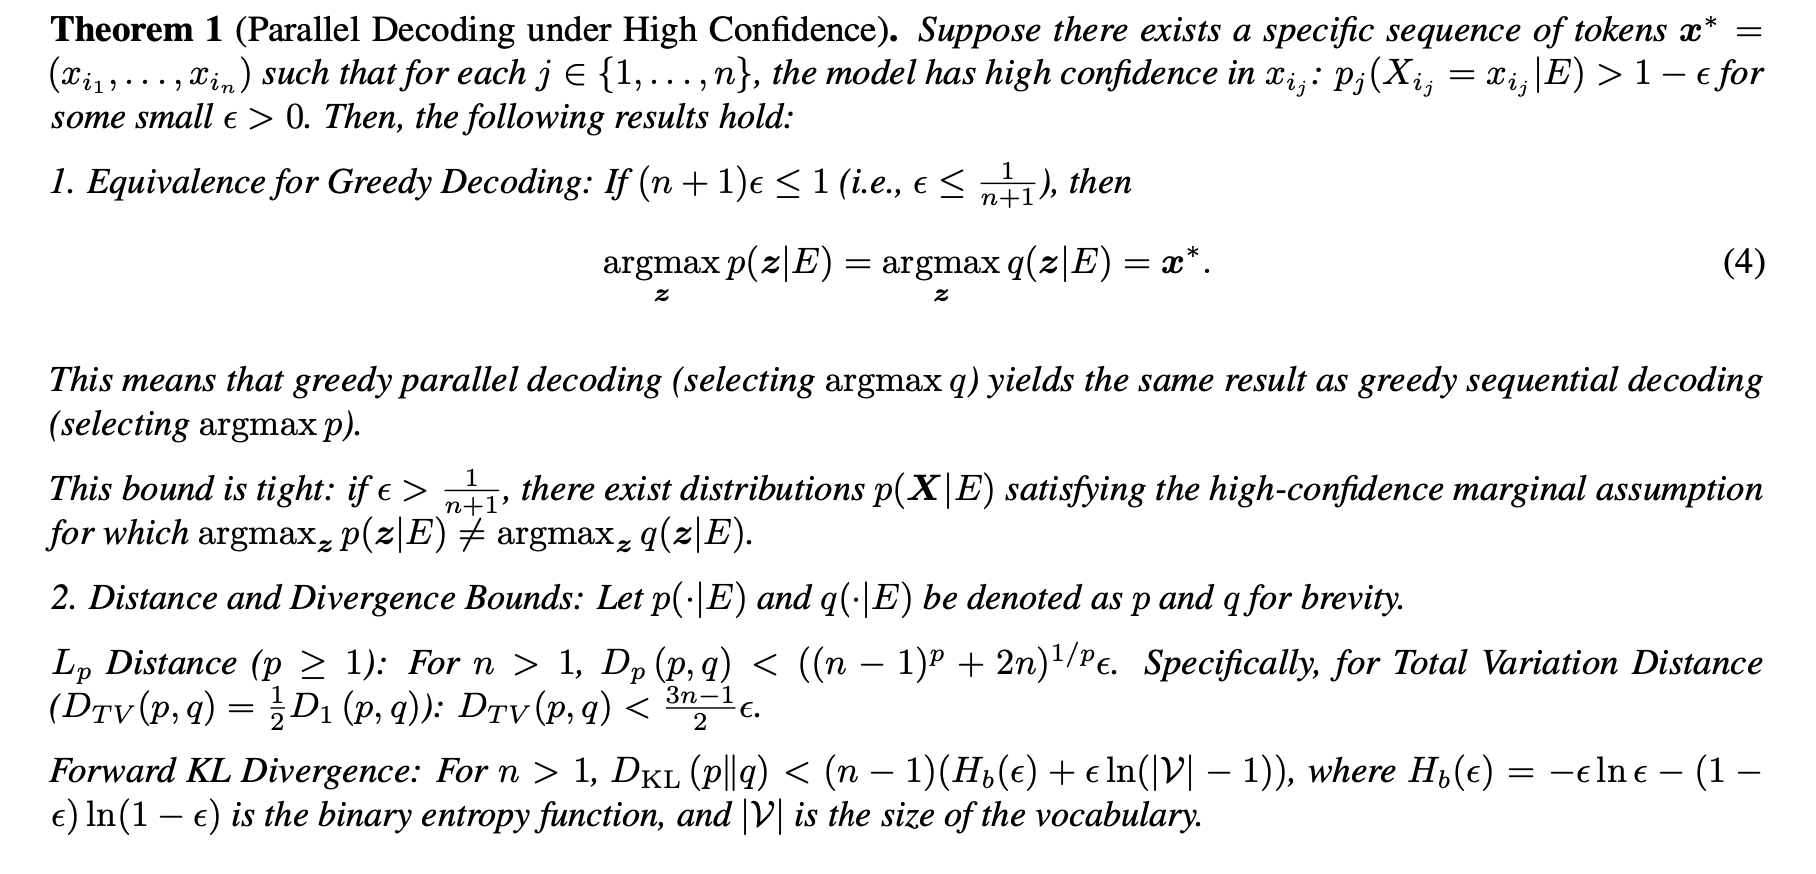 Theorem 1 (Parallel Decoding under High Confidence). Suppose there exists a specific sequence of tokens $\boldsymbol{x}^* =$
$(x_{i_1}, \ldots, x_{i_n})$ such that for each $j \in \{1, \ldots, n\}$, the model has high confidence in $x_{i_j}$: $p_j(X_{i_j} = x_{i_j}|E) > 1 - \epsilon$ for
some small $\epsilon > 0$. Then, the following results hold:
1. Equivalence for Greedy Decoding: If $(n + 1)\epsilon \leq 1$ (i.e., $\epsilon \leq \frac{1}{n+1}$), then
$\operatorname*{argmax}_{\boldsymbol{z}} p(\boldsymbol{z}|E) = \operatorname*{argmax}_{\boldsymbol{z}} q(\boldsymbol{z}|E) = \boldsymbol{x}^*.$ (4)
This means that greedy parallel decoding (selecting $\operatorname{argmax} q$) yields the same result as greedy sequential decoding
(selecting $\operatorname{argmax} p$).
This bound is tight: if $\epsilon > \frac{1}{n+1}$, there exist distributions $p(\boldsymbol{X}|E)$ satisfying the high-confidence marginal assumption
for which $\operatorname{argmax}_{\boldsymbol{z}} p(\boldsymbol{z}|E) \neq \operatorname{argmax}_{\boldsymbol{z}} q(\boldsymbol{z}|E)$.
2. Distance and Divergence Bounds: Let $p(\cdot|E)$ and $q(\cdot|E)$ be denoted as $p$ and $q$ for brevity.
$L_p$ Distance ($p \geq 1$): For $n > 1$, $D_p(p, q) < ((n - 1)^p + 2n)^{1/p}\epsilon$. Specifically, for Total Variation Distance
($D_{TV}(p, q) = \frac{1}{2}D_1(p, q)$): $D_{TV}(p, q) < \frac{3n-1}{2}\epsilon$.
Forward KL Divergence: For $n > 1$, $D_{\mathrm{KL}}(p\|q) < (n - 1)(H_b(\epsilon) + \epsilon \ln(|\mathcal{V}| - 1))$, where $H_b(\epsilon) = -\epsilon \ln \epsilon - (1 -$
$\epsilon) \ln(1 - \epsilon)$ is the binary entropy function, and $|\mathcal{V}|$ is the size of the vocabulary.